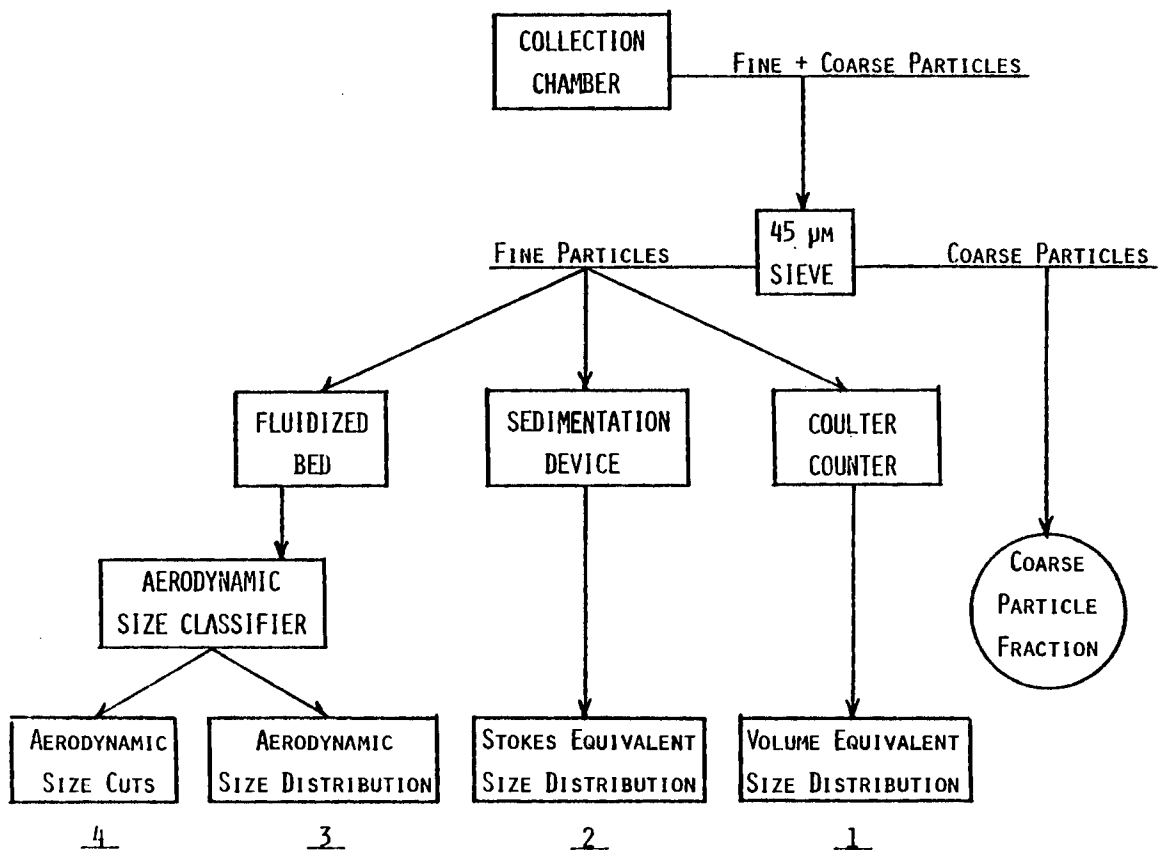 COLLECTION
CHAMBER
FINE + COARSE PARTICLES
45 µM
SIEVE
FINE PARTICLES
COARSE PARTICLES
FLUIDIZED
BED
SEDIMENTATION
DEVICE
COULTER
COUNTER
AERODYNAMIC
SIZE CLASSIFIER
COARSE
PARTICLE
FRACTION
AERODYNAMIC
SIZE CUTS
AERODYNAMIC
SIZE DISTRIBUTION
STOKES EQUIVALENT
SIZE DISTRIBUTION
VOLUME EQUIVALENT
SIZE DISTRIBUTION
4
3
2
1